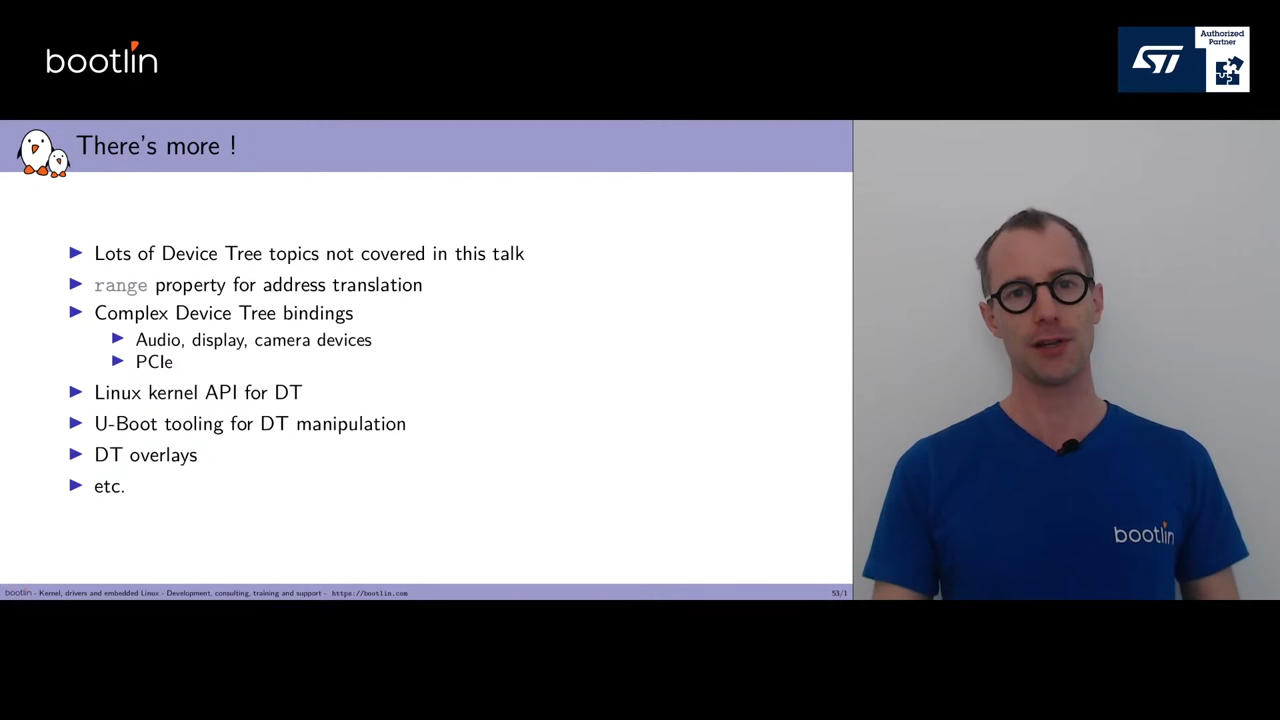 bootlin
ST
Authorized
Partner
There's more !
Lots of Device Tree topics not covered in this talk
range property for address translation
Complex Device Tree bindings
Audio, display, camera devices
PCIe
Linux kernel API for DT
U-Boot tooling for DT manipulation
DT overlays
etc.
bootlin
bootlin - Kernel, drivers and embedded Linux - Development, consulting, training and support - https://bootlin.com
53/1